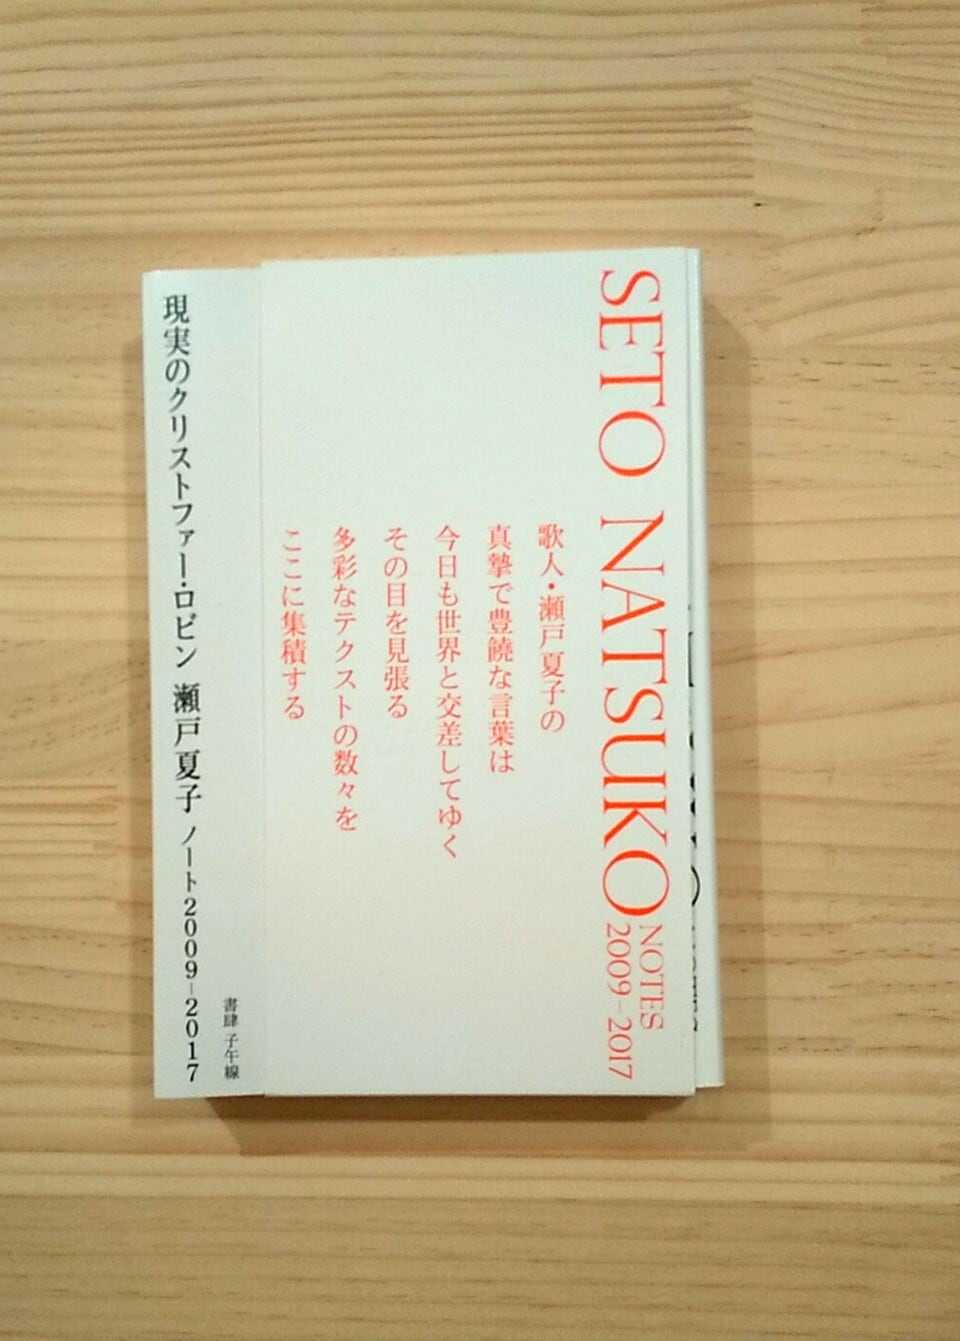 SETO NATSUKO
NOTES
2009–2017
歌人・瀬戸夏子の
真摯で豊饒な言葉は
今日も世界と交差してゆく
その目を見張る
多彩なテクストの数々を
ここに集積する
現実のクリストファー・ロビン 瀬戸夏子 ノート2009–2017
書肆 子午線